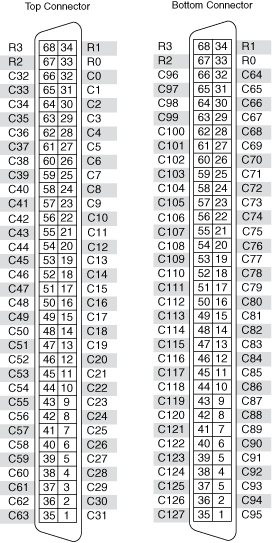 Top Connector
R3 68 34 R1
R2 67 33 R0
C32 66 32 C0
C33 65 31 C1
C34 64 30 C2
C35 63 29 C3
C36 62 28 C4
C37 61 27 C5
C38 60 26 C6
C39 59 25 C7
C40 58 24 C8
C41 57 23 C9
C42 56 22 C10
C43 55 21 C11
C44 54 20 C12
C45 53 19 C13
C46 52 18 C14
C47 51 17 C15
C48 50 16 C16
C49 49 15 C17
C50 48 14 C18
C51 47 13 C19
C52 46 12 C20
C53 45 11 C21
C54 44 10 C22
C55 43 9 C23
C56 42 8 C24
C57 41 7 C25
C58 40 6 C26
C59 39 5 C27
C60 38 4 C28
C61 37 3 C29
C62 36 2 C30
C63 35 1 C31
Bottom Connector
R3 68 34 R1
R2 67 33 R0
C96 66 32 C64
C97 65 31 C65
C98 64 30 C66
C99 63 29 C67
C100 62 28 C68
C101 61 27 C69
C102 60 26 C70
C103 59 25 C71
C104 58 24 C72
C105 57 23 C73
C106 56 22 C74
C107 55 21 C75
C108 54 20 C76
C109 53 19 C77
C110 52 18 C78
C111 51 17 C79
C112 50 16 C80
C113 49 15 C81
C114 48 14 C82
C115 47 13 C83
C116 46 12 C84
C117 45 11 C85
C118 44 10 C86
C119 43 9 C87
C120 42 8 C88
C121 41 7 C89
C122 40 6 C90
C123 39 5 C91
C124 38 4 C92
C125 37 5 C93
C126 36 2 C94
C127 35 1 C95